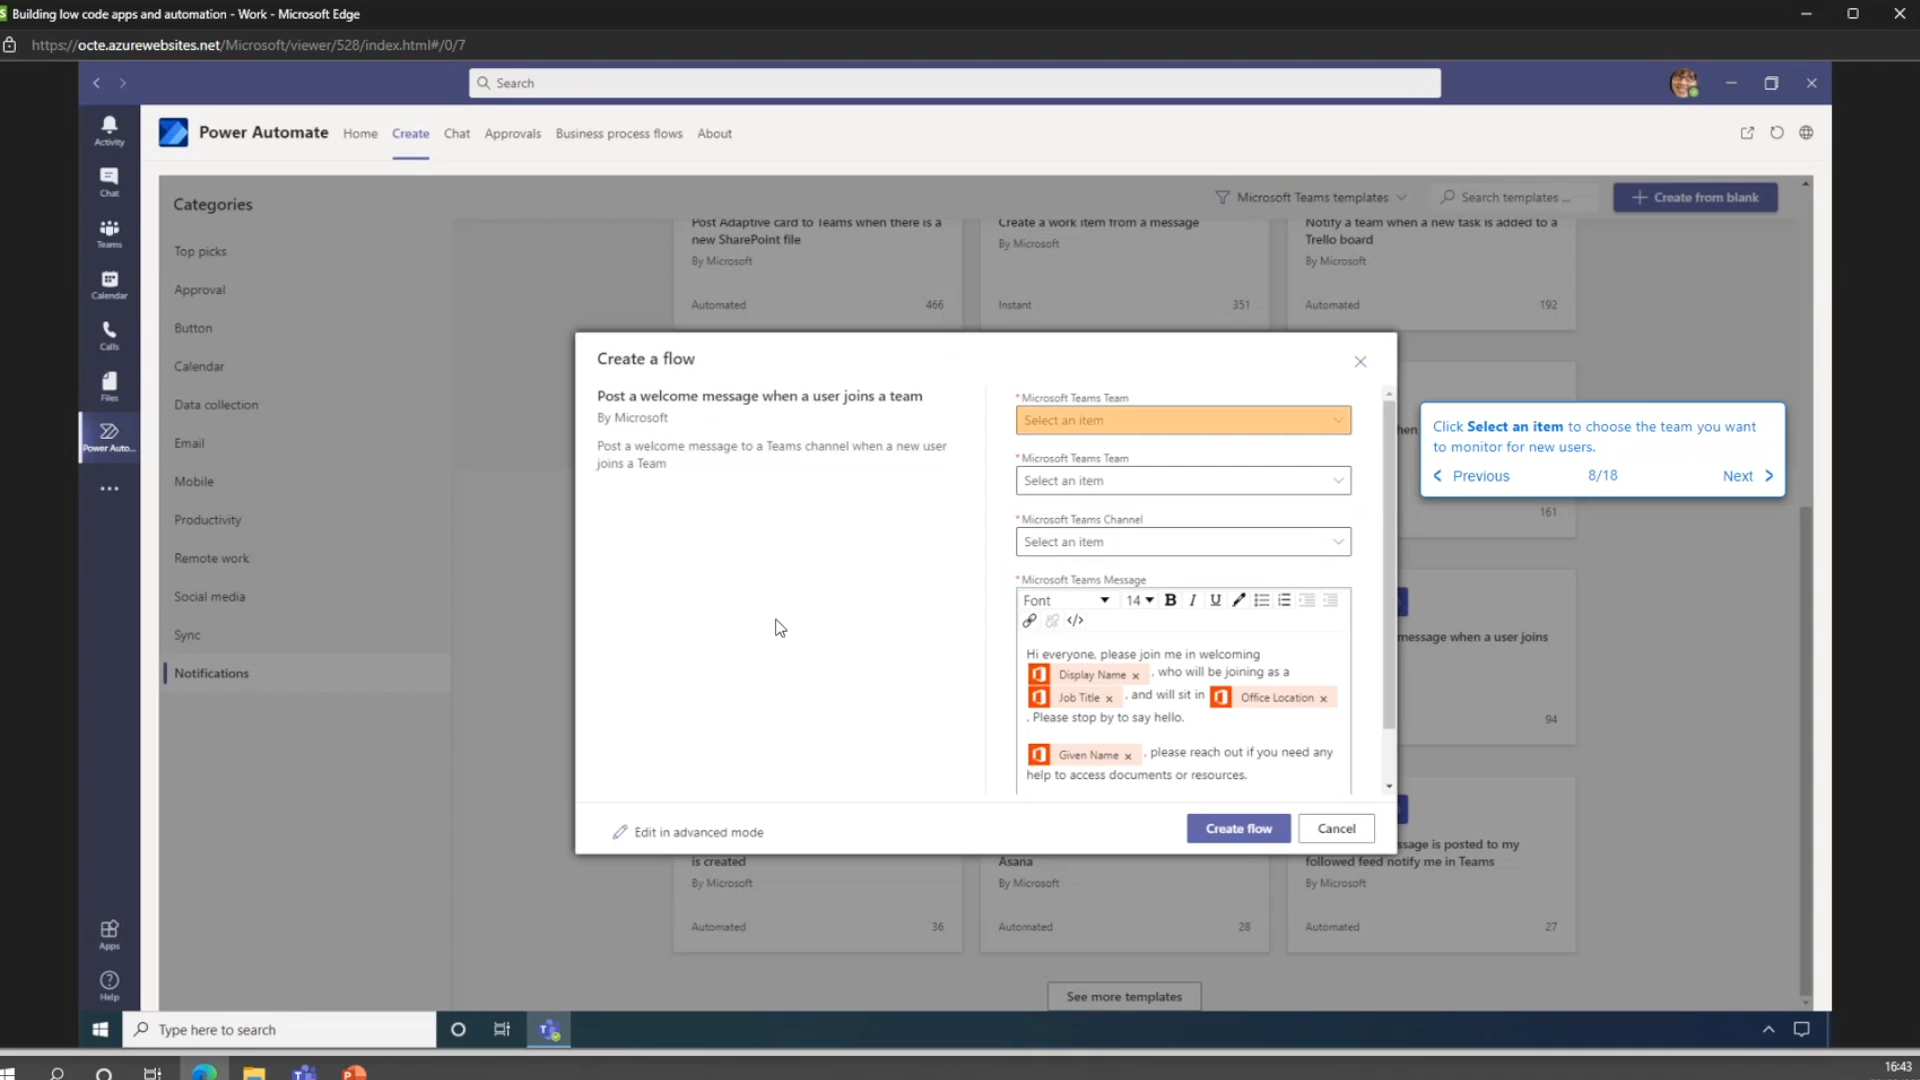 Building low code apps and automation - Work - Microsoft Edge
https://octe.azurewebsites.net/Microsoft/viewer/528/index.html#/0/7
Search
Power Automate
Home
Create
Chat
Approvals
Business process flows
About
Activity
Chat
Teams
Calendar
Calls
Files
Power Auto...
Apps
Help
Categories
Top picks
Approval
Button
Calendar
Data collection
Email
Mobile
Productivity
Remote work
Social media
Sync
Notifications
Microsoft Teams templates
Search templates ...
Create from blank
Post Adaptive card to Teams when there is a
new SharePoint file
By Microsoft
Automated
466
Create a work item from a message
By Microsoft
Instant
351
Notify a team when a new task is added to a
Trello board
By Microsoft
Automated
192
Create a flow
Post a welcome message when a user joins a team
By Microsoft
Post a welcome message to a Teams channel when a new user
joins a Team
* Microsoft Teams Team
Select an item
* Microsoft Teams Team
Select an item
* Microsoft Teams Channel
Select an item
* Microsoft Teams Message
Font
14
B
I
U
</>
Hi everyone, please join me in welcoming
Display Name × , who will be joining as a
Job Title × , and will sit in Office Location ×
. Please stop by to say hello.
Given Name × , please reach out if you need any
help to access documents or resources.
Edit in advanced mode
Create flow
Cancel
Click Select an item to choose the team you want
to monitor for new users.
Previous
8/18
Next
161
message when a user joins
94
is created
By Microsoft
Automated
36
Asana
By Microsoft
Automated
28
ssage is posted to my
followed feed notify me in Teams
By Microsoft
Automated
27
See more templates
Type here to search
16:43